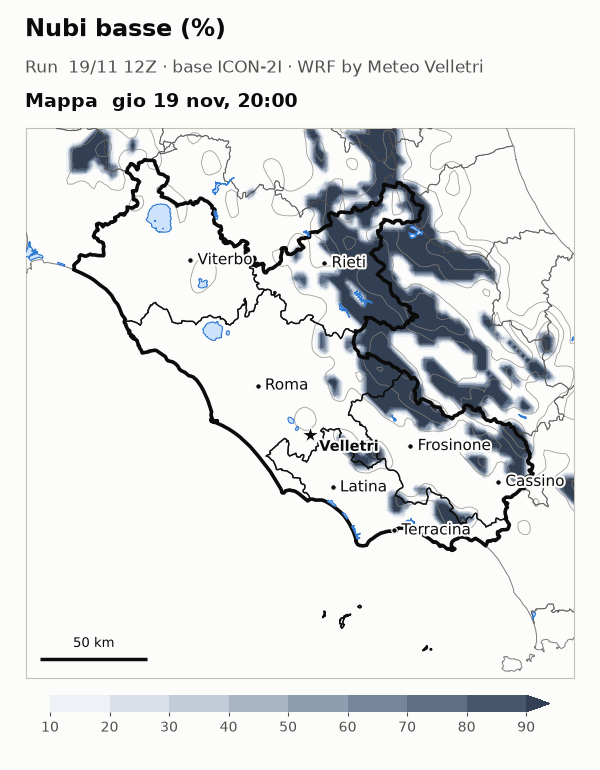 Nubi basse (%)
Run 19/11 12Z · base ICON-2I · WRF by Meteo Velletri
Mappa gio 19 nov, 20:00
Viterbo
Rieti
Roma
Velletri
Frosinone
Cassino
Latina
Terracina
50 km
10 20 30 40 50 60 70 80 90